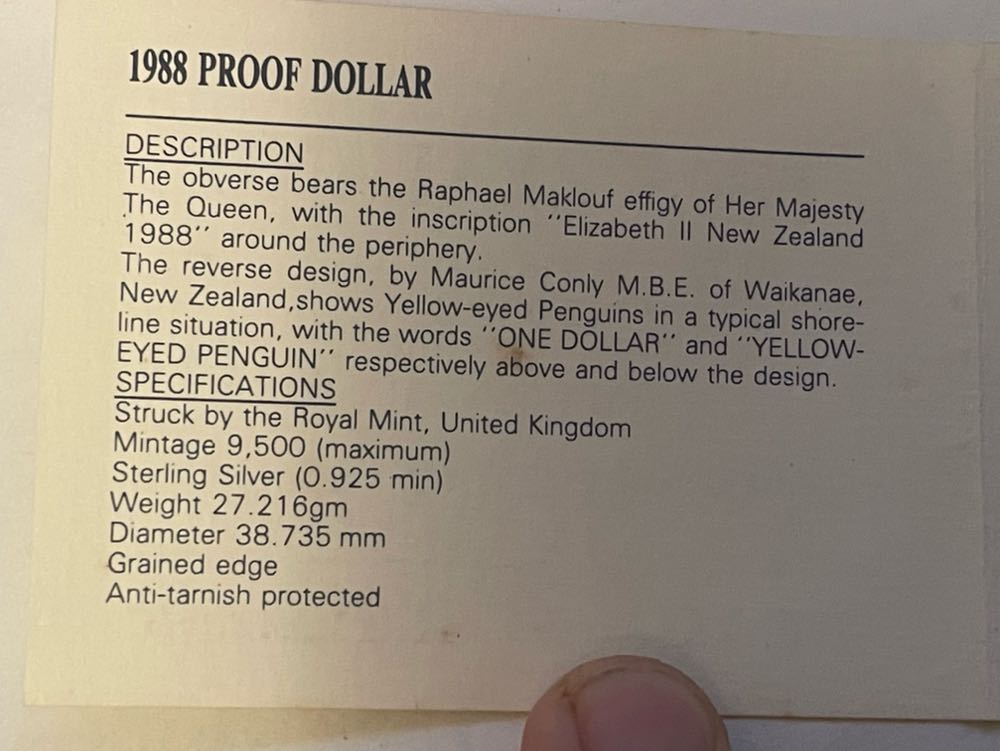 1988 PROOF DOLLAR
DESCRIPTION
The obverse bears the Raphael Maklouf effigy of Her Majesty
The Queen, with the inscription ''Elizabeth II New Zealand
1988'' around the periphery.
The reverse design, by Maurice Conly M.B.E. of Waikanae,
New Zealand,shows Yellow-eyed Penguins in a typical shore-
line situation, with the words ''ONE DOLLAR'' and ''YELLOW-
EYED PENGUIN'' respectively above and below the design.
SPECIFICATIONS
Struck by the Royal Mint, United Kingdom
Mintage 9,500 (maximum)
Sterling Silver (0.925 min)
Weight 27.216gm
Diameter 38.735 mm
Grained edge
Anti-tarnish protected